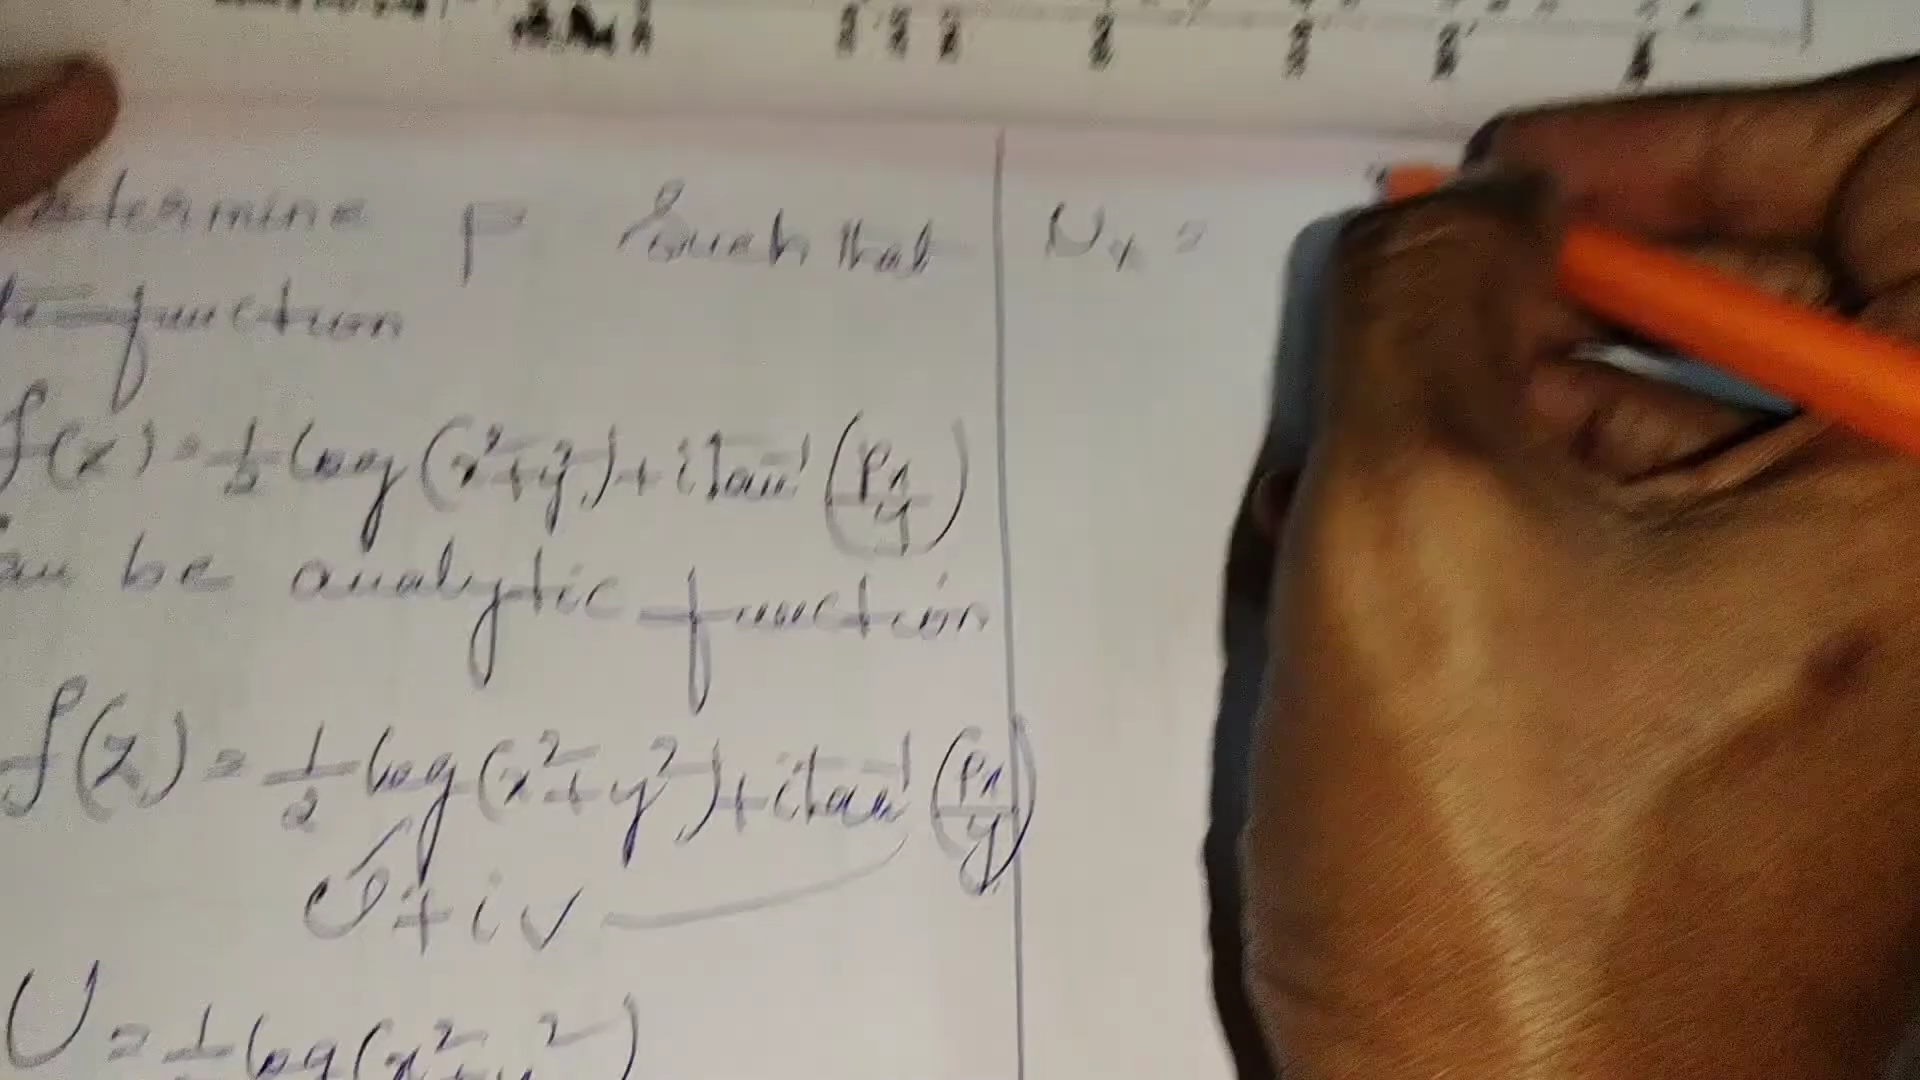 determine P such that
function
f(x) = 1/2 log (x²+y²) + i tan⁻¹ (Px/y)
can be analytic function
f(z) = 1/2 log (x²+y²) + i tan⁻¹ (Px/y)
U + iv
U = 1/2 log (x²+y²)
Ux =